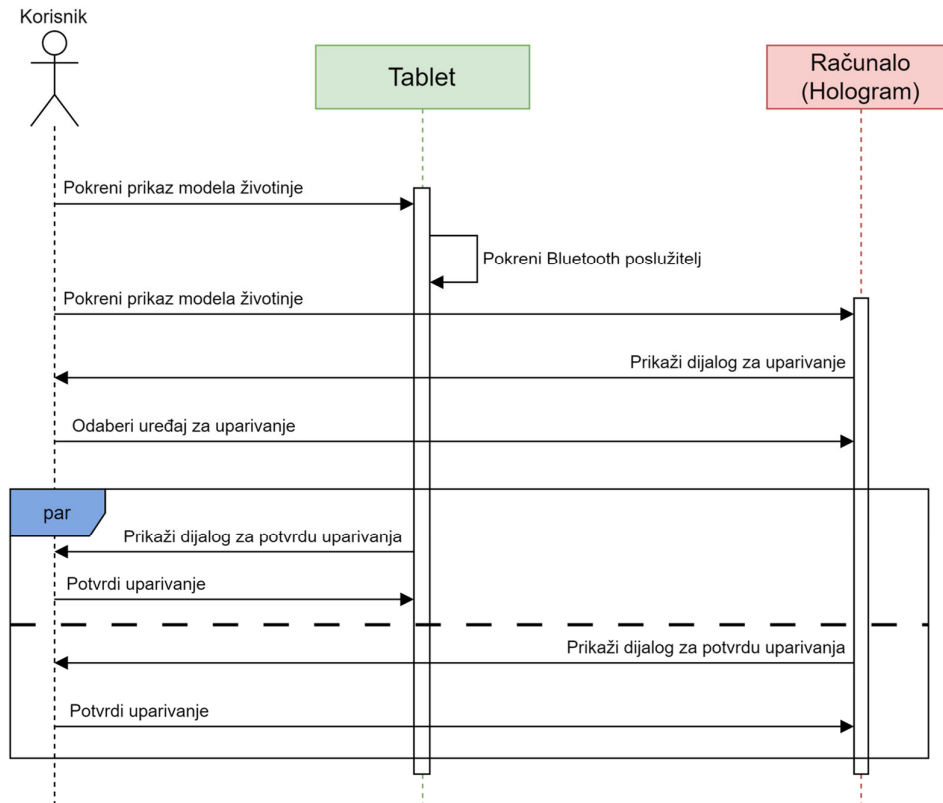 Korisnik
Tablet
Računalo
(Hologram)
Pokreni prikaz modela životinje
Pokreni Bluetooth poslužitelj
Pokreni prikaz modela životinje
Prikaži dijalog za uparivanje
Odaberi uređaj za uparivanje
par
Prikaži dijalog za potvrdu uparivanja
Potvrdi uparivanje
Prikaži dijalog za potvrdu uparivanja
Potvrdi uparivanje